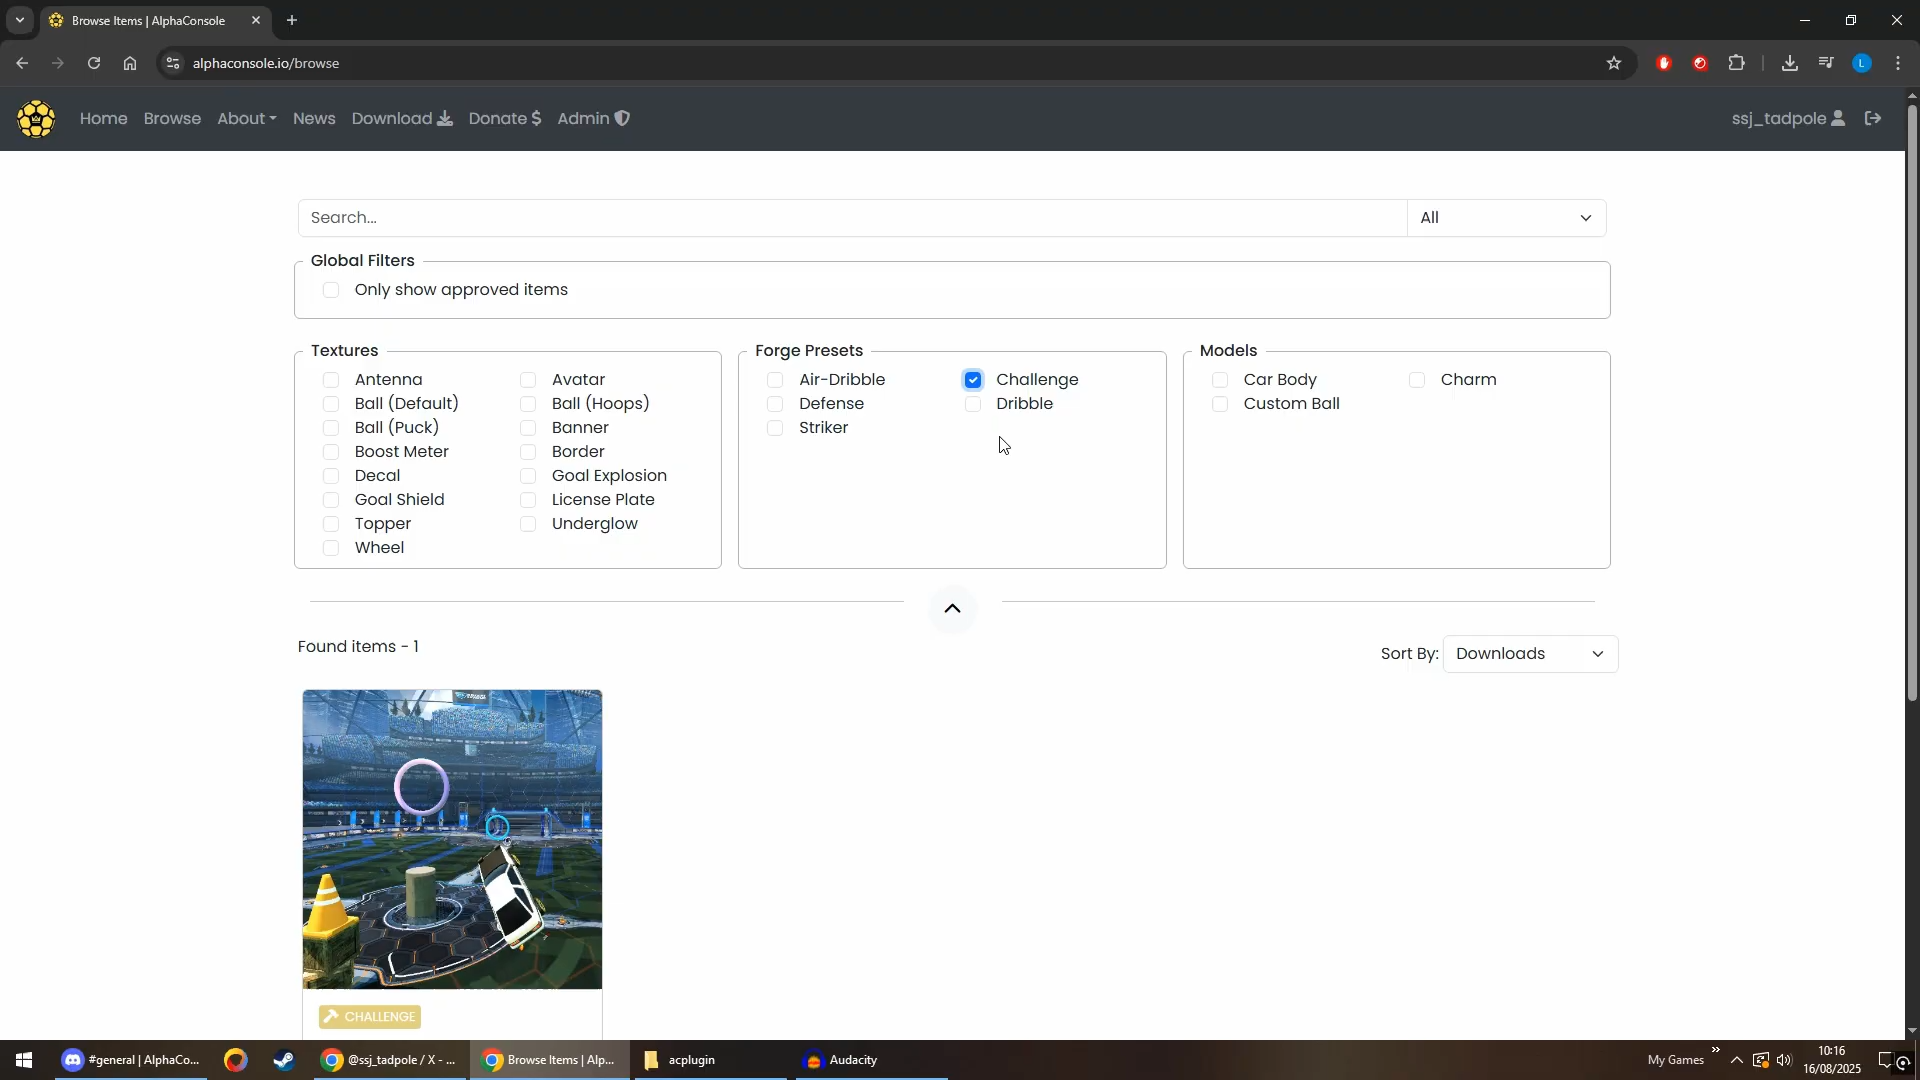 Browse Items | AlphaConsole
alphaconsole.io/browse
L
Home Browse About News Download Donate $ Admin
ssj_tadpole
Search...
All
Global Filters
Only show approved items
Textures
Antenna Avatar
Ball (Default) Ball (Hoops)
Ball (Puck) Banner
Boost Meter Border
Decal Goal Explosion
Goal Shield License Plate
Topper Underglow
Wheel
Forge Presets
Air-Dribble Challenge
Defense Dribble
Striker
Models
Car Body Charm
Custom Ball
Found items - 1
Sort By: Downloads
CHALLENGE
#general | AlphaCo...
@ssj_tadpole / X - ...
Browse Items | Alp...
acplugin
Audacity
My Games
10:16
16/08/2025